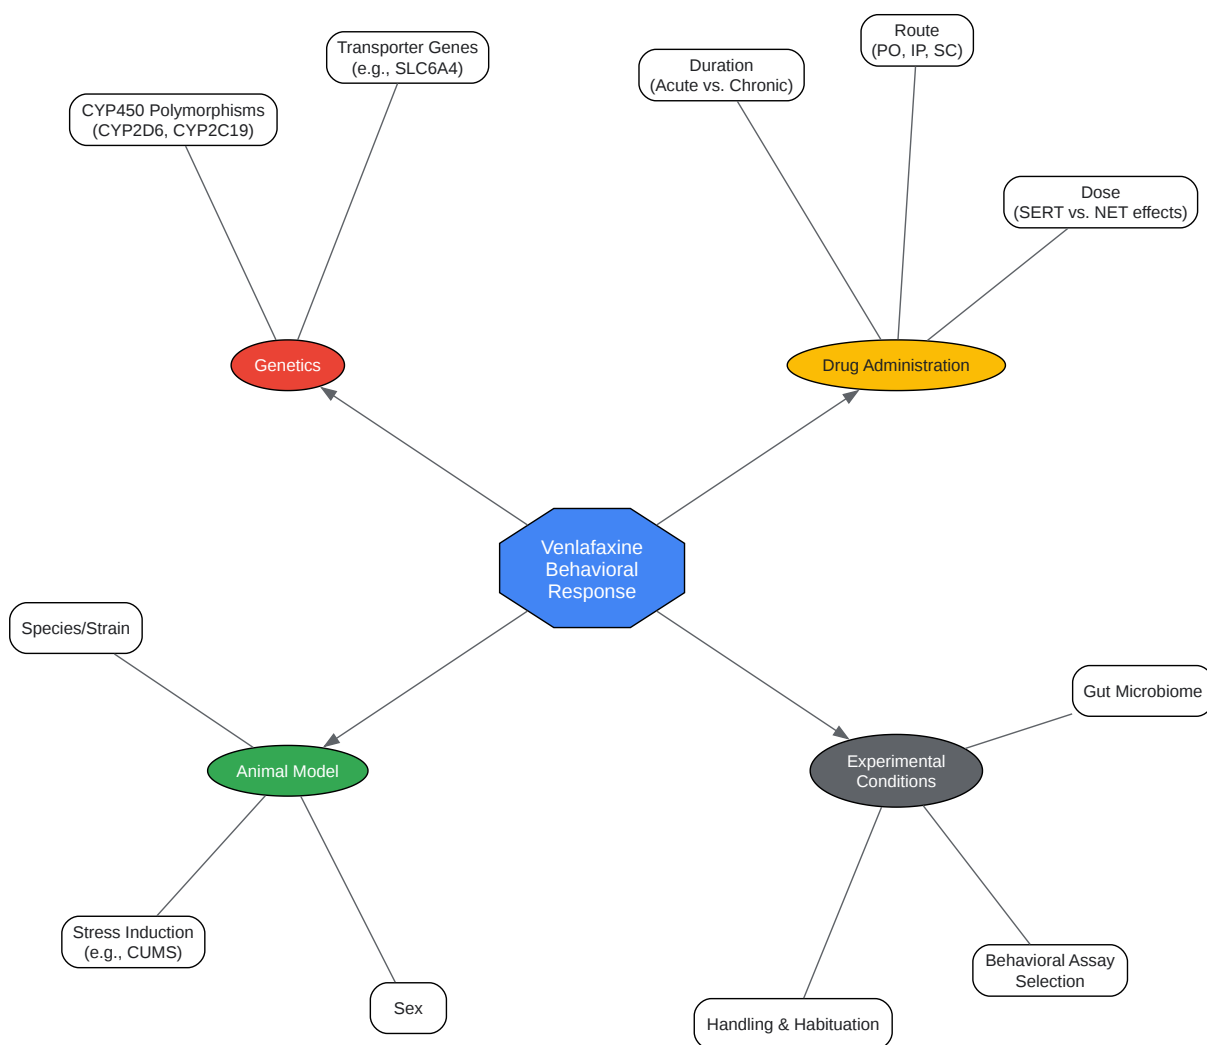 Route
(PO, IP, SC)
Transporter Genes
(e.g., SLC6A4)
Duration
(Acute vs. Chronic)
CYP450 Polymorphisms
(CYP2D6, CYP2C19)
Dose
(SERT vs. NET effects)
Genetics
Drug Administration
Venlafaxine
Behavioral
Response
Species/Strain
Gut Microbiome
Animal Model
Experimental
Conditions
Stress Induction
(e.g., CUMS)
Behavioral Assay
Selection
Sex
Handling & Habituation